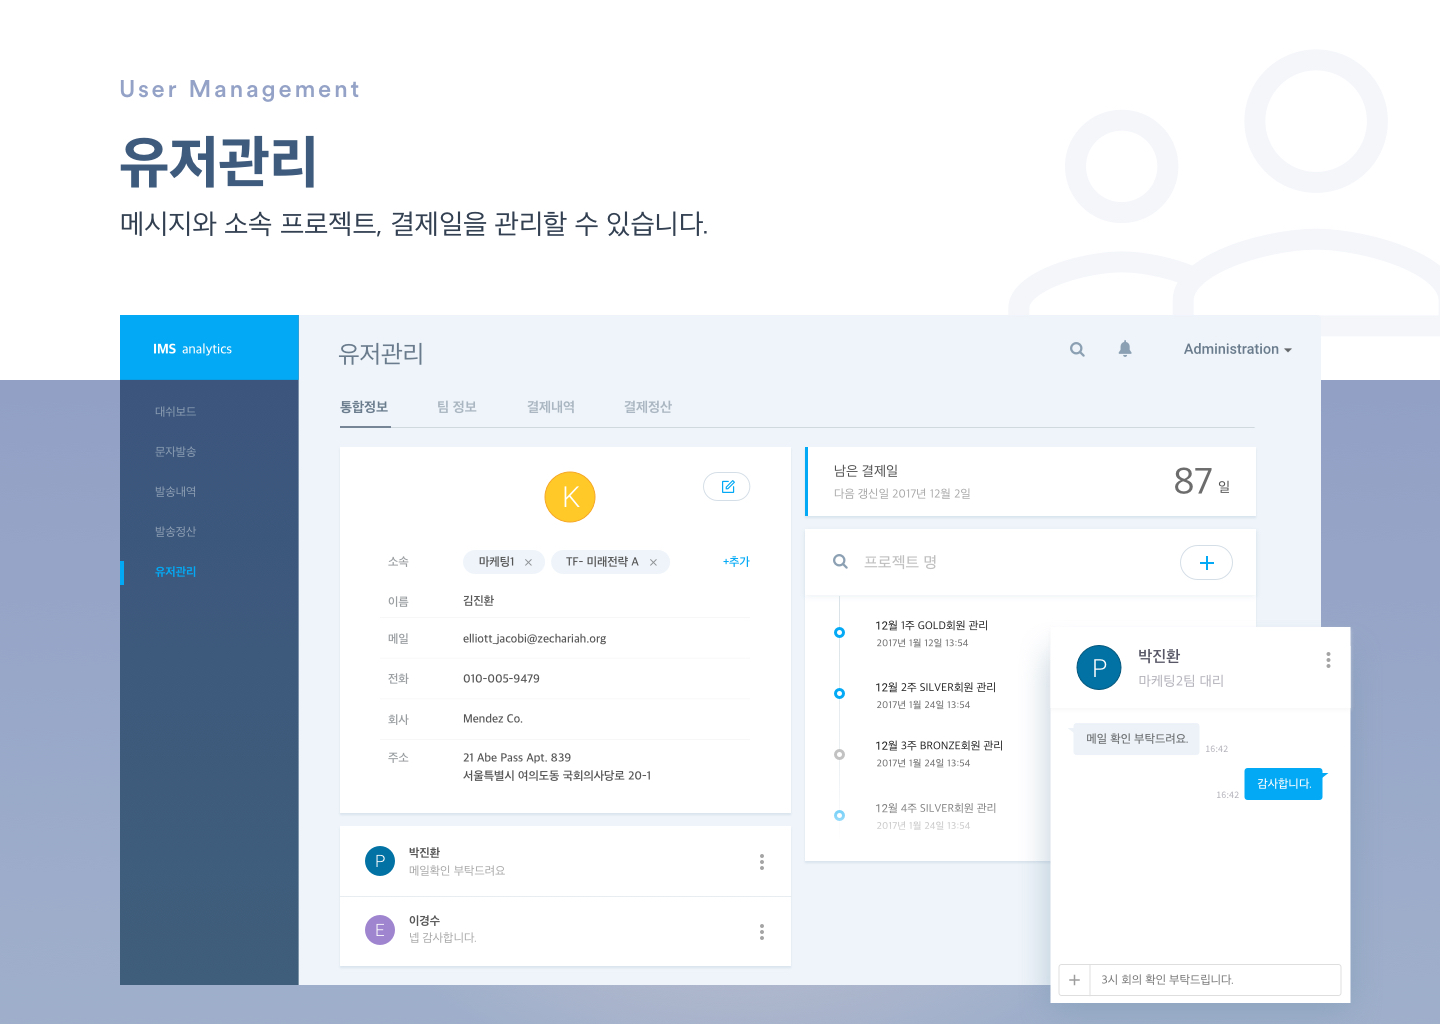 User Management
유저관리
메시지와 소속 프로젝트, 결제일을 관리할 수 있습니다.
IMS analytics
대쉬보드
문자발송
발송내역
발송정산
유저관리
유저관리
Administration
통합정보
팀 정보
결제내역
결제정산
K
소속
마케팅1 ×
TF- 미래전략 A ×
+추가
이름
김진환
메일
elliott_jacobi@zechariah.org
전화
010-005-9479
회사
Mendez Co.
주소
21 Abe Pass Apt. 839
서울특별시 여의도동 국회의사당로 20-1
P
박진환
메일확인 부탁드려요
E
이경수
넵 감사합니다.
남은 결제일
다음 갱신일 2017년 12월 2일
87 일
프로젝트 명
12월 1주 GOLD회원 관리
2017년 1월 12일 13:54
12월 2주 SILVER회원 관리
2017년 1월 24일 13:54
12월 3주 BRONZE회원 관리
2017년 1월 24일 13:54
12월 4주 SILVER회원 관리
2017년 1월 24일 13:54
P
박진환
마케팅2팀 대리
메일 확인 부탁드려요.
16:42
감사합니다.
16:42
3시 회의 확인 부탁드립니다.